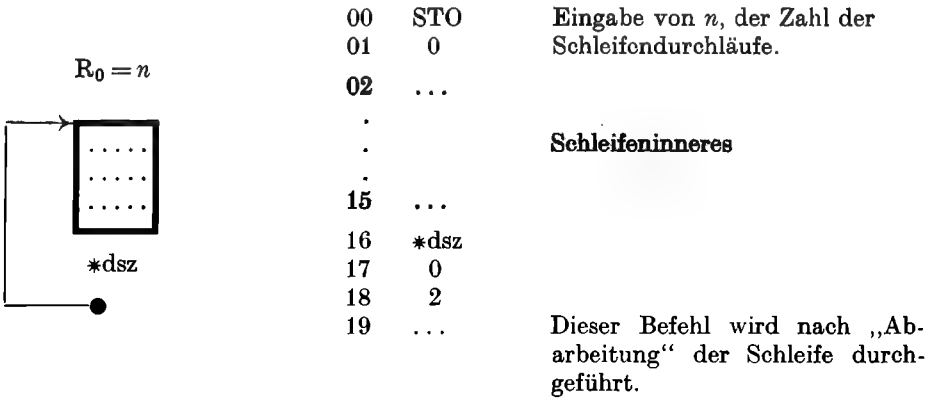 R₀ = n
. . . . .
. . . . .
. . . . .
*dsz
00 STO Eingabe von n, der Zahl der
01 0 Schleifendurchläufe.
02 ...
.
. Schleifeninneres
.
15 ...
16 *dsz
17 0
18 2
19 ... Dieser Befehl wird nach „Ab-
arbeitung“ der Schleife durch-
geführt.